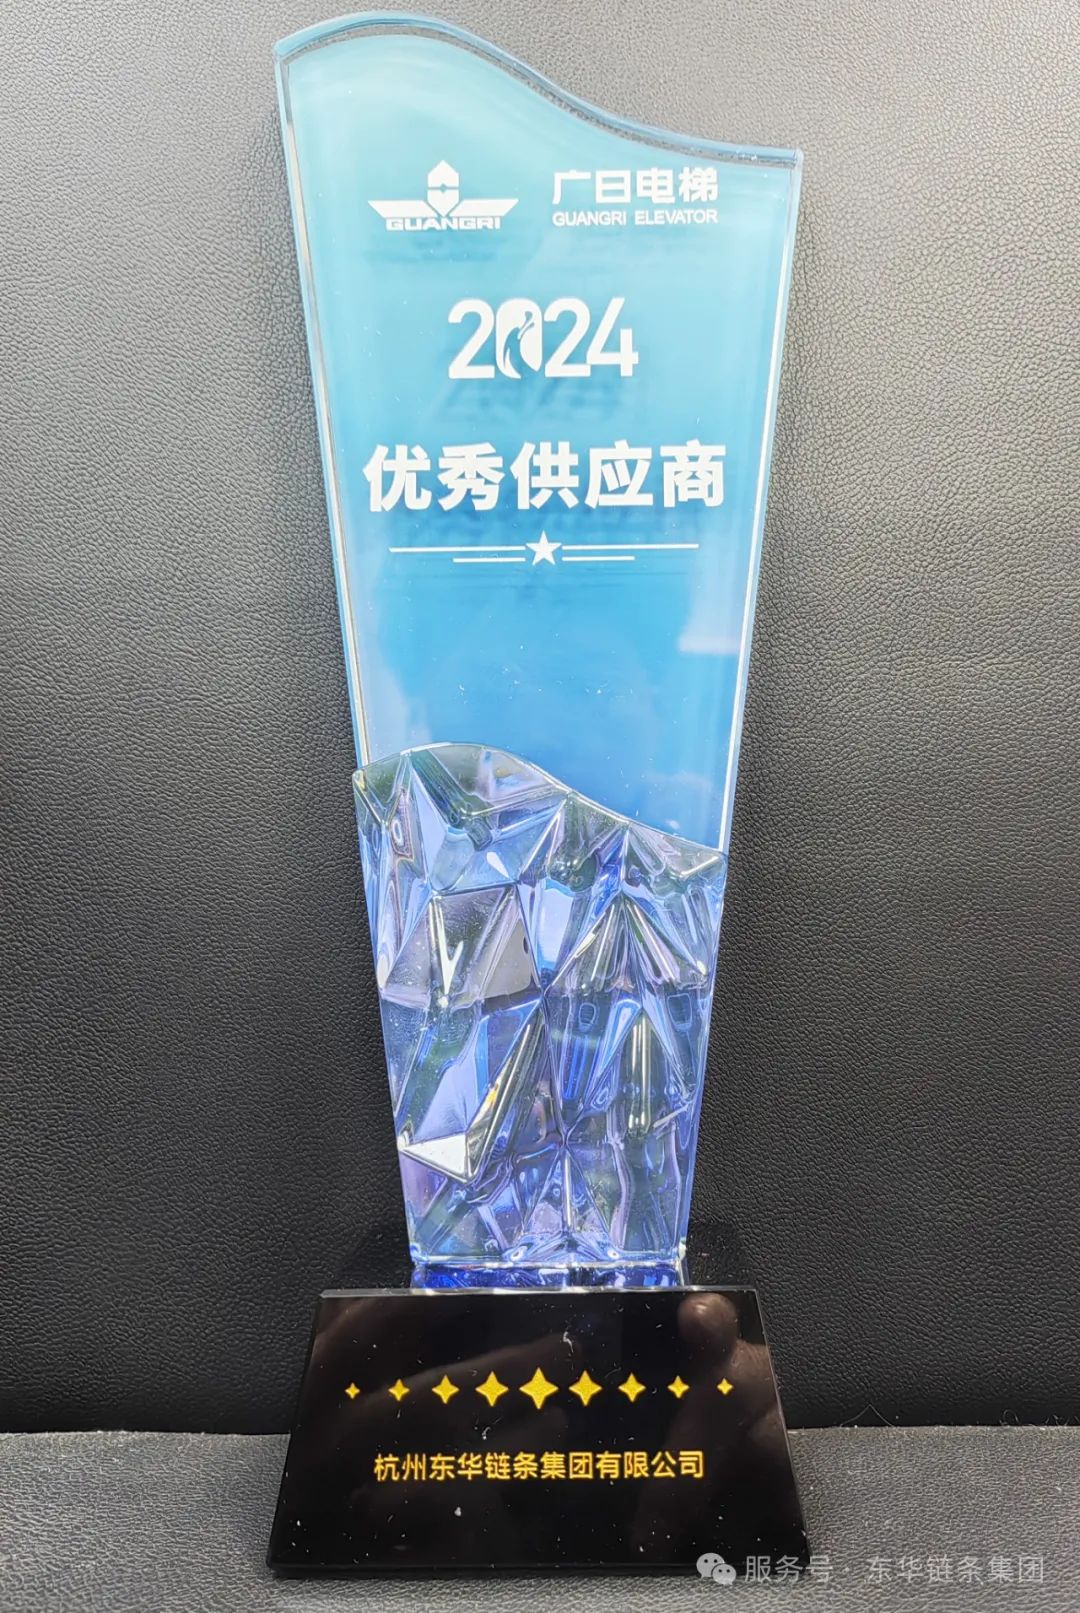 GUANGRI
广日电梯
GUANGRI ELEVATOR
2024
优秀供应商
杭州东华链条集团有限公司
服务号·东华链条集团